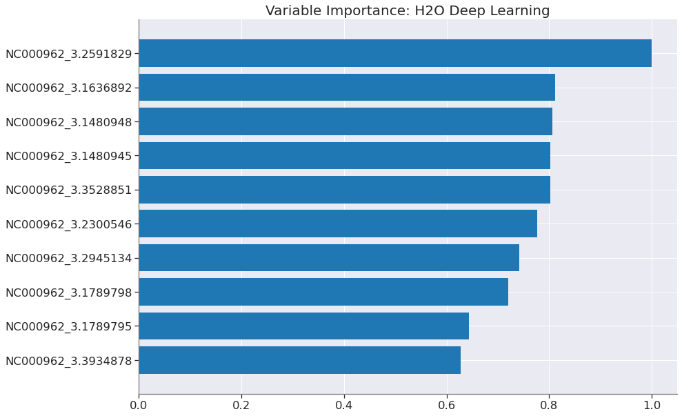 Variable Importance: H2O Deep Learning
NC000962_3.2591829
NC000962_3.1636892
NC000962_3.1480948
NC000962_3.1480945
NC000962_3.3528851
NC000962_3.2300546
NC000962_3.2945134
NC000962_3.1789798
NC000962_3.1789795
NC000962_3.3934878
0.0 0.2 0.4 0.6 0.8 1.0